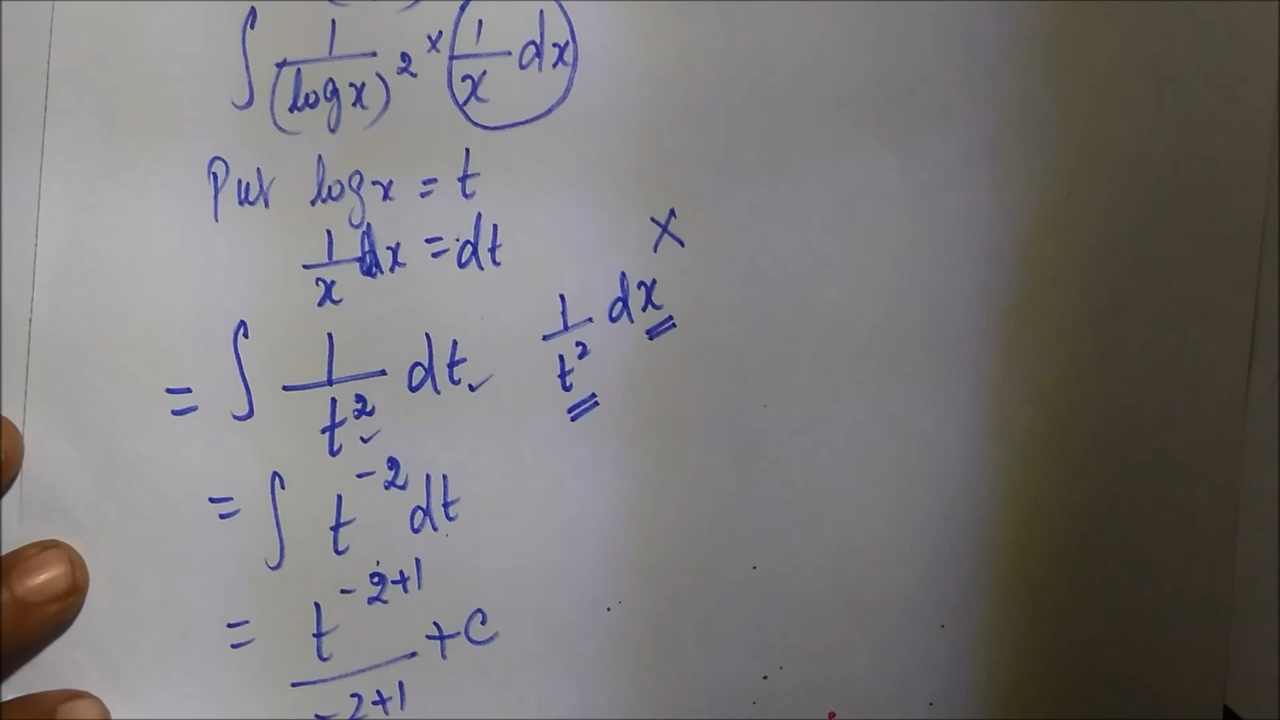 ∫ 1/(log x)² × (1/x dx)
Put log x = t
1/x dx = dt
×
= ∫ 1/t² dt
1/t² dx
= ∫ t⁻² dt
= t⁻²⁺¹/-2+1 + C